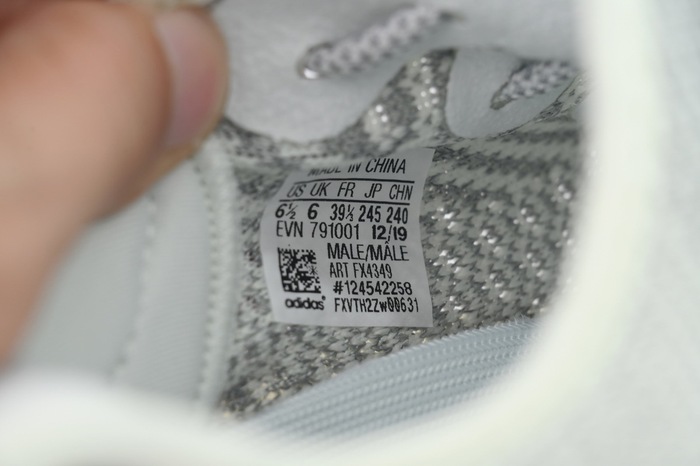 MADE IN CHINA
US UK FR JP CHN
6½ 6 39⅓ 245 240
EVN 791001 12/19
MALE/MÂLE
ART FX4349
#124542258
adidas® FXVTH2Zw00631